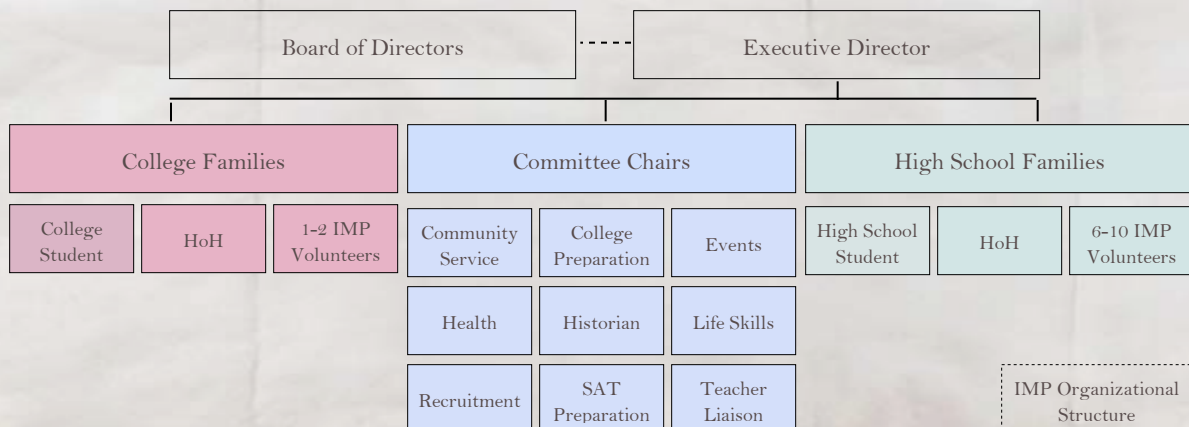 Board of Directors
Executive Director
College Families
Committee Chairs
High School Families
College
Student
HoH
1-2 IMP
Volunteers
Community
Service
College
Preparation
Events
High School
Student
HoH
6-10 IMP
Volunteers
Health
Historian
Life Skills
Recruitment
SAT
Preparation
Teacher
Liaison
IMP Organizational
Structure